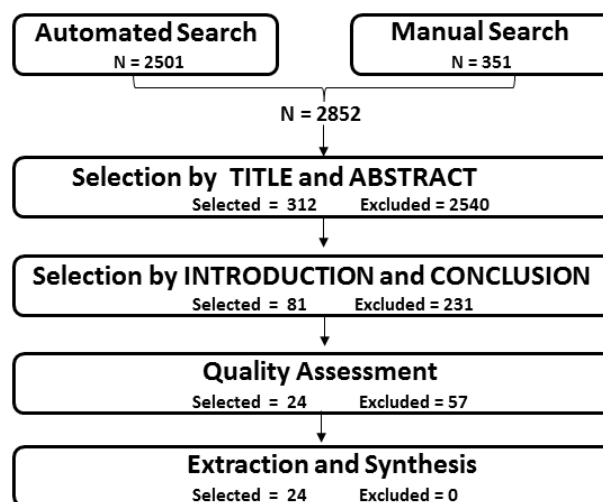 Automated Search
N = 2501
Manual Search
N = 351
N = 2852
Selection by TITLE and ABSTRACT
Selected = 312 Excluded = 2540
Selection by INTRODUCTION and CONCLUSION
Selected = 81 Excluded = 231
Quality Assessment
Selected = 24 Excluded = 57
Extraction and Synthesis
Selected = 24 Excluded = 0